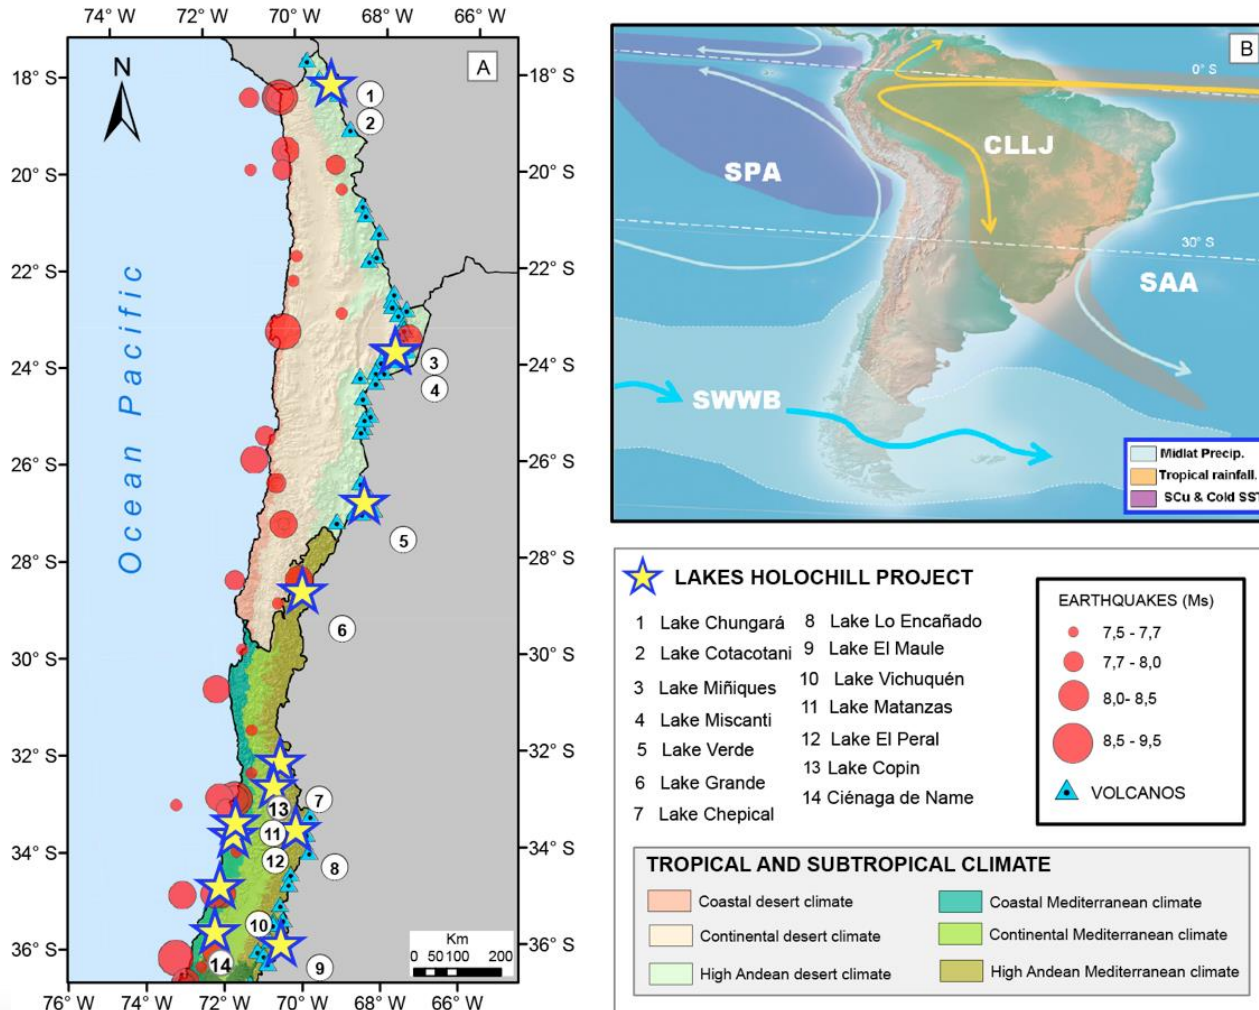 74° W 72° W 70° W 68° W 66° W
A
N
18° S 18° S
20° S 20° S
22° S 22° S
24° S 24° S
26° S 26° S
28° S 28° S
30° S 30° S
32° S 32° S
34° S 34° S
36° S 36° S
Ocean Pacific
1
2
3
4
5
6
7
13
11
12
8
10
14
9
Km
0 50 100 200
76° W 74° W 72° W 70° W 68° W 66° W
B
0° S
CLLJ
SPA
30° S
SAA
SWWB
Midlat Precip.
Tropical rainfall.
SCu & Cold SST
LAKES HOLOCHILL PROJECT
1 Lake Chungará
2 Lake Cotacotani
3 Lake Miñiques
4 Lake Miscanti
5 Lake Verde
6 Lake Grande
7 Lake Chepical
8 Lake Lo Encañado
9 Lake El Maule
10 Lake Vichuquén
11 Lake Matanzas
12 Lake El Peral
13 Lake Copin
14 Ciénaga de Name
EARTHQUAKES (Ms)
7,5 - 7,7
7,7 - 8,0
8,0- 8,5
8,5 - 9,5
VOLCANOS
TROPICAL AND SUBTROPICAL CLIMATE
Coastal desert climate
Continental desert climate
High Andean desert climate
Coastal Mediterranean climate
Continental Mediterranean climate
High Andean Mediterranean climate